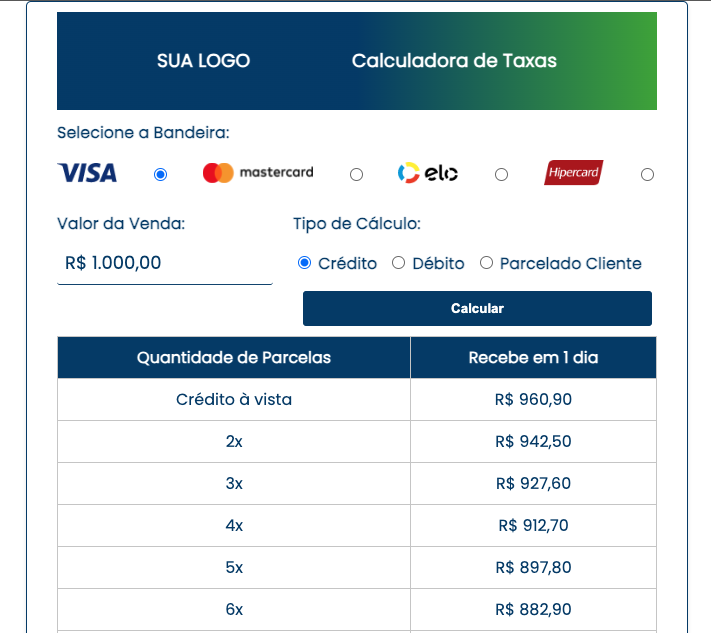 SUA LOGO Calculadora de Taxas
Selecione a Bandeira:
VISA mastercard elo Hipercard
Valor da Venda: Tipo de Cálculo:
R$ 1.000,00 Crédito Débito Parcelado Cliente
Calcular
Quantidade de Parcelas Recebe em 1 dia
Crédito à vista R$ 960,90
2x R$ 942,50
3x R$ 927,60
4x R$ 912,70
5x R$ 897,80
6x R$ 882,90